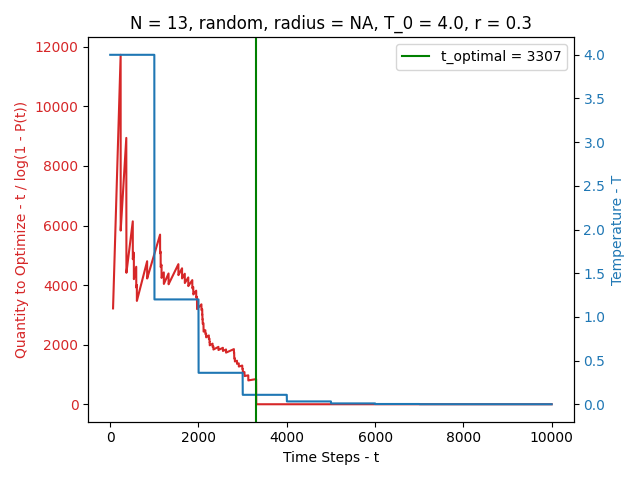 N = 13, random, radius = NA, T_0 = 4.0, r = 0.3
t_optimal = 3307
Quantity to Optimize - t / log(1 - P(t))
12000
10000
8000
6000
4000
2000
0
4.0
3.5
3.0
2.5
2.0
1.5
1.0
0.5
0.0
Temperature - T
0 2000 4000 6000 8000 10000
Time Steps - t